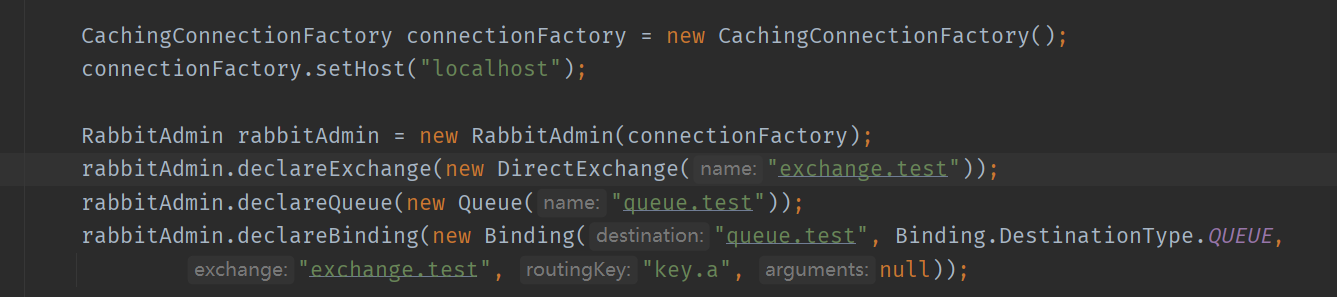 CachingConnectionFactory connectionFactory = new CachingConnectionFactory();
connectionFactory.setHost("localhost");
RabbitAdmin rabbitAdmin = new RabbitAdmin(connectionFactory);
rabbitAdmin.declareExchange(new DirectExchange( name: "exchange.test"));
rabbitAdmin.declareQueue(new Queue( name: "queue.test"));
rabbitAdmin.declareBinding(new Binding( destination: "queue.test", Binding.DestinationType.QUEUE,
exchange: "exchange.test", routingKey: "key.a", arguments: null));